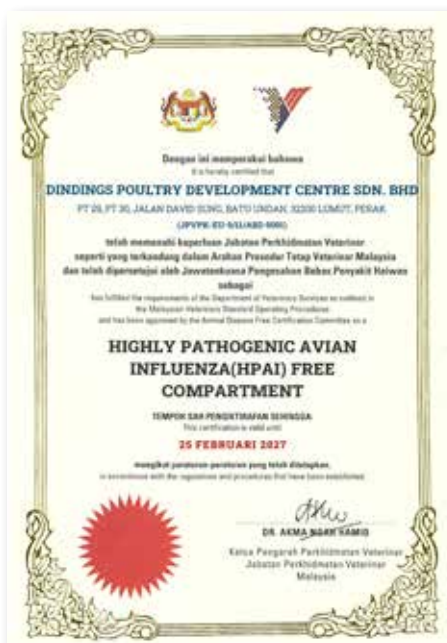 Dengan ini memperakui bahawa
It is hereby certified that
DINDINGS POULTRY DEVELOPMENT CENTRE SDN. BHD
PT 29, PT 30, JALAN DAVID SUNG, BATU UNDAN, 32200 LUMUT, PERAK
telah memenuhi keperluan Jabatan Perkhidmatan Veterinar
seperti yang terkandung dalam Arahan Prosedur Tetap Veterinar Malaysia
dan telah dipersetujui oleh Jawatankuasa Pengesahan Bebas Penyakit Haiwan
sebagai
has fulfilled the requirements of the Department of Veterinary Services as outlined in
the Malaysian Veterinary Standard Operating Procedures
and has been approved by the Animal Disease Free Certification Committee as a
HIGHLY PATHOGENIC AVIAN
INFLUENZA(HPAI) FREE
COMPARTMENT
TEMPOH SAH PENGIKTIRAFAN SEHINGGA
This certification is valid until
25 FEBRUARI 2027
mengikut peraturan-peraturan yang telah ditetapkan.
in accordance with the regulations and procedures that have been established.
DR. AKMA NGAH HAMID
Ketua Pengarah Perkhidmatan Veterinar
Jabatan Perkhidmatan Veterinar
Malaysia